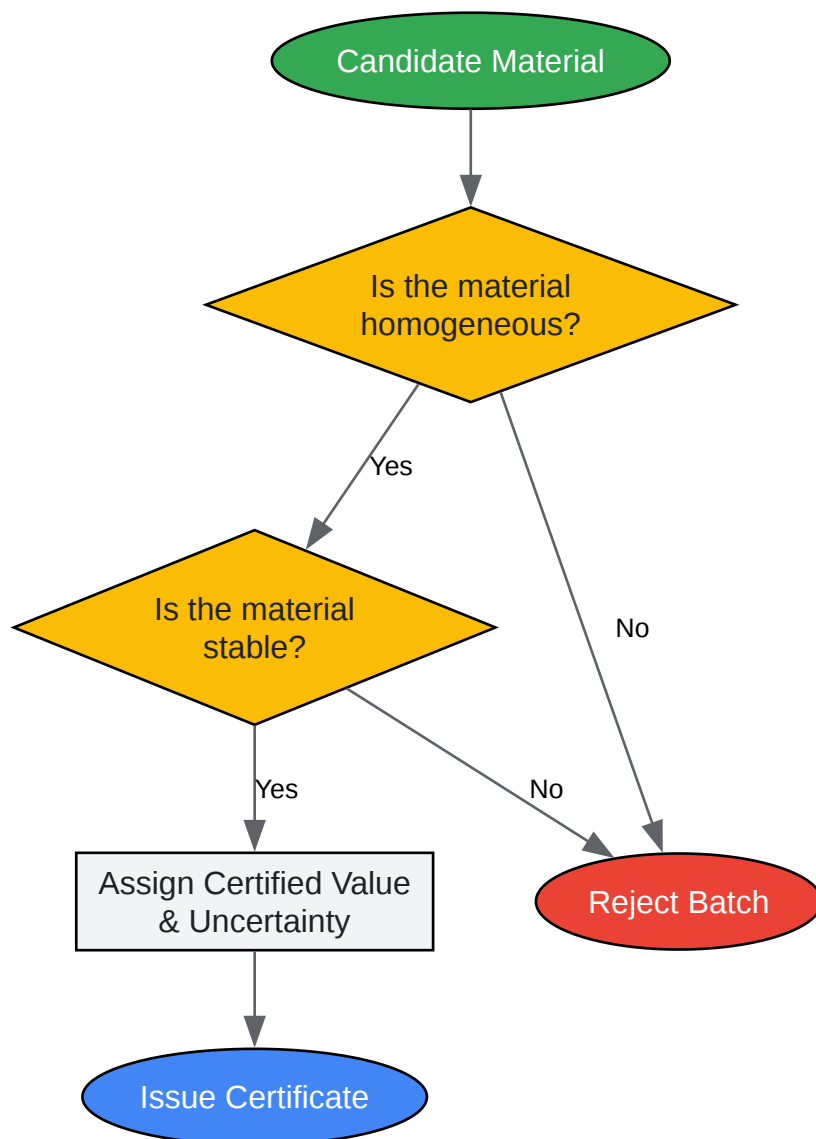 Candidate Material
Is the material
homogeneous?
Yes
No
Is the material
stable?
Yes
No
Assign Certified Value
& Uncertainty
Reject Batch
Issue Certificate